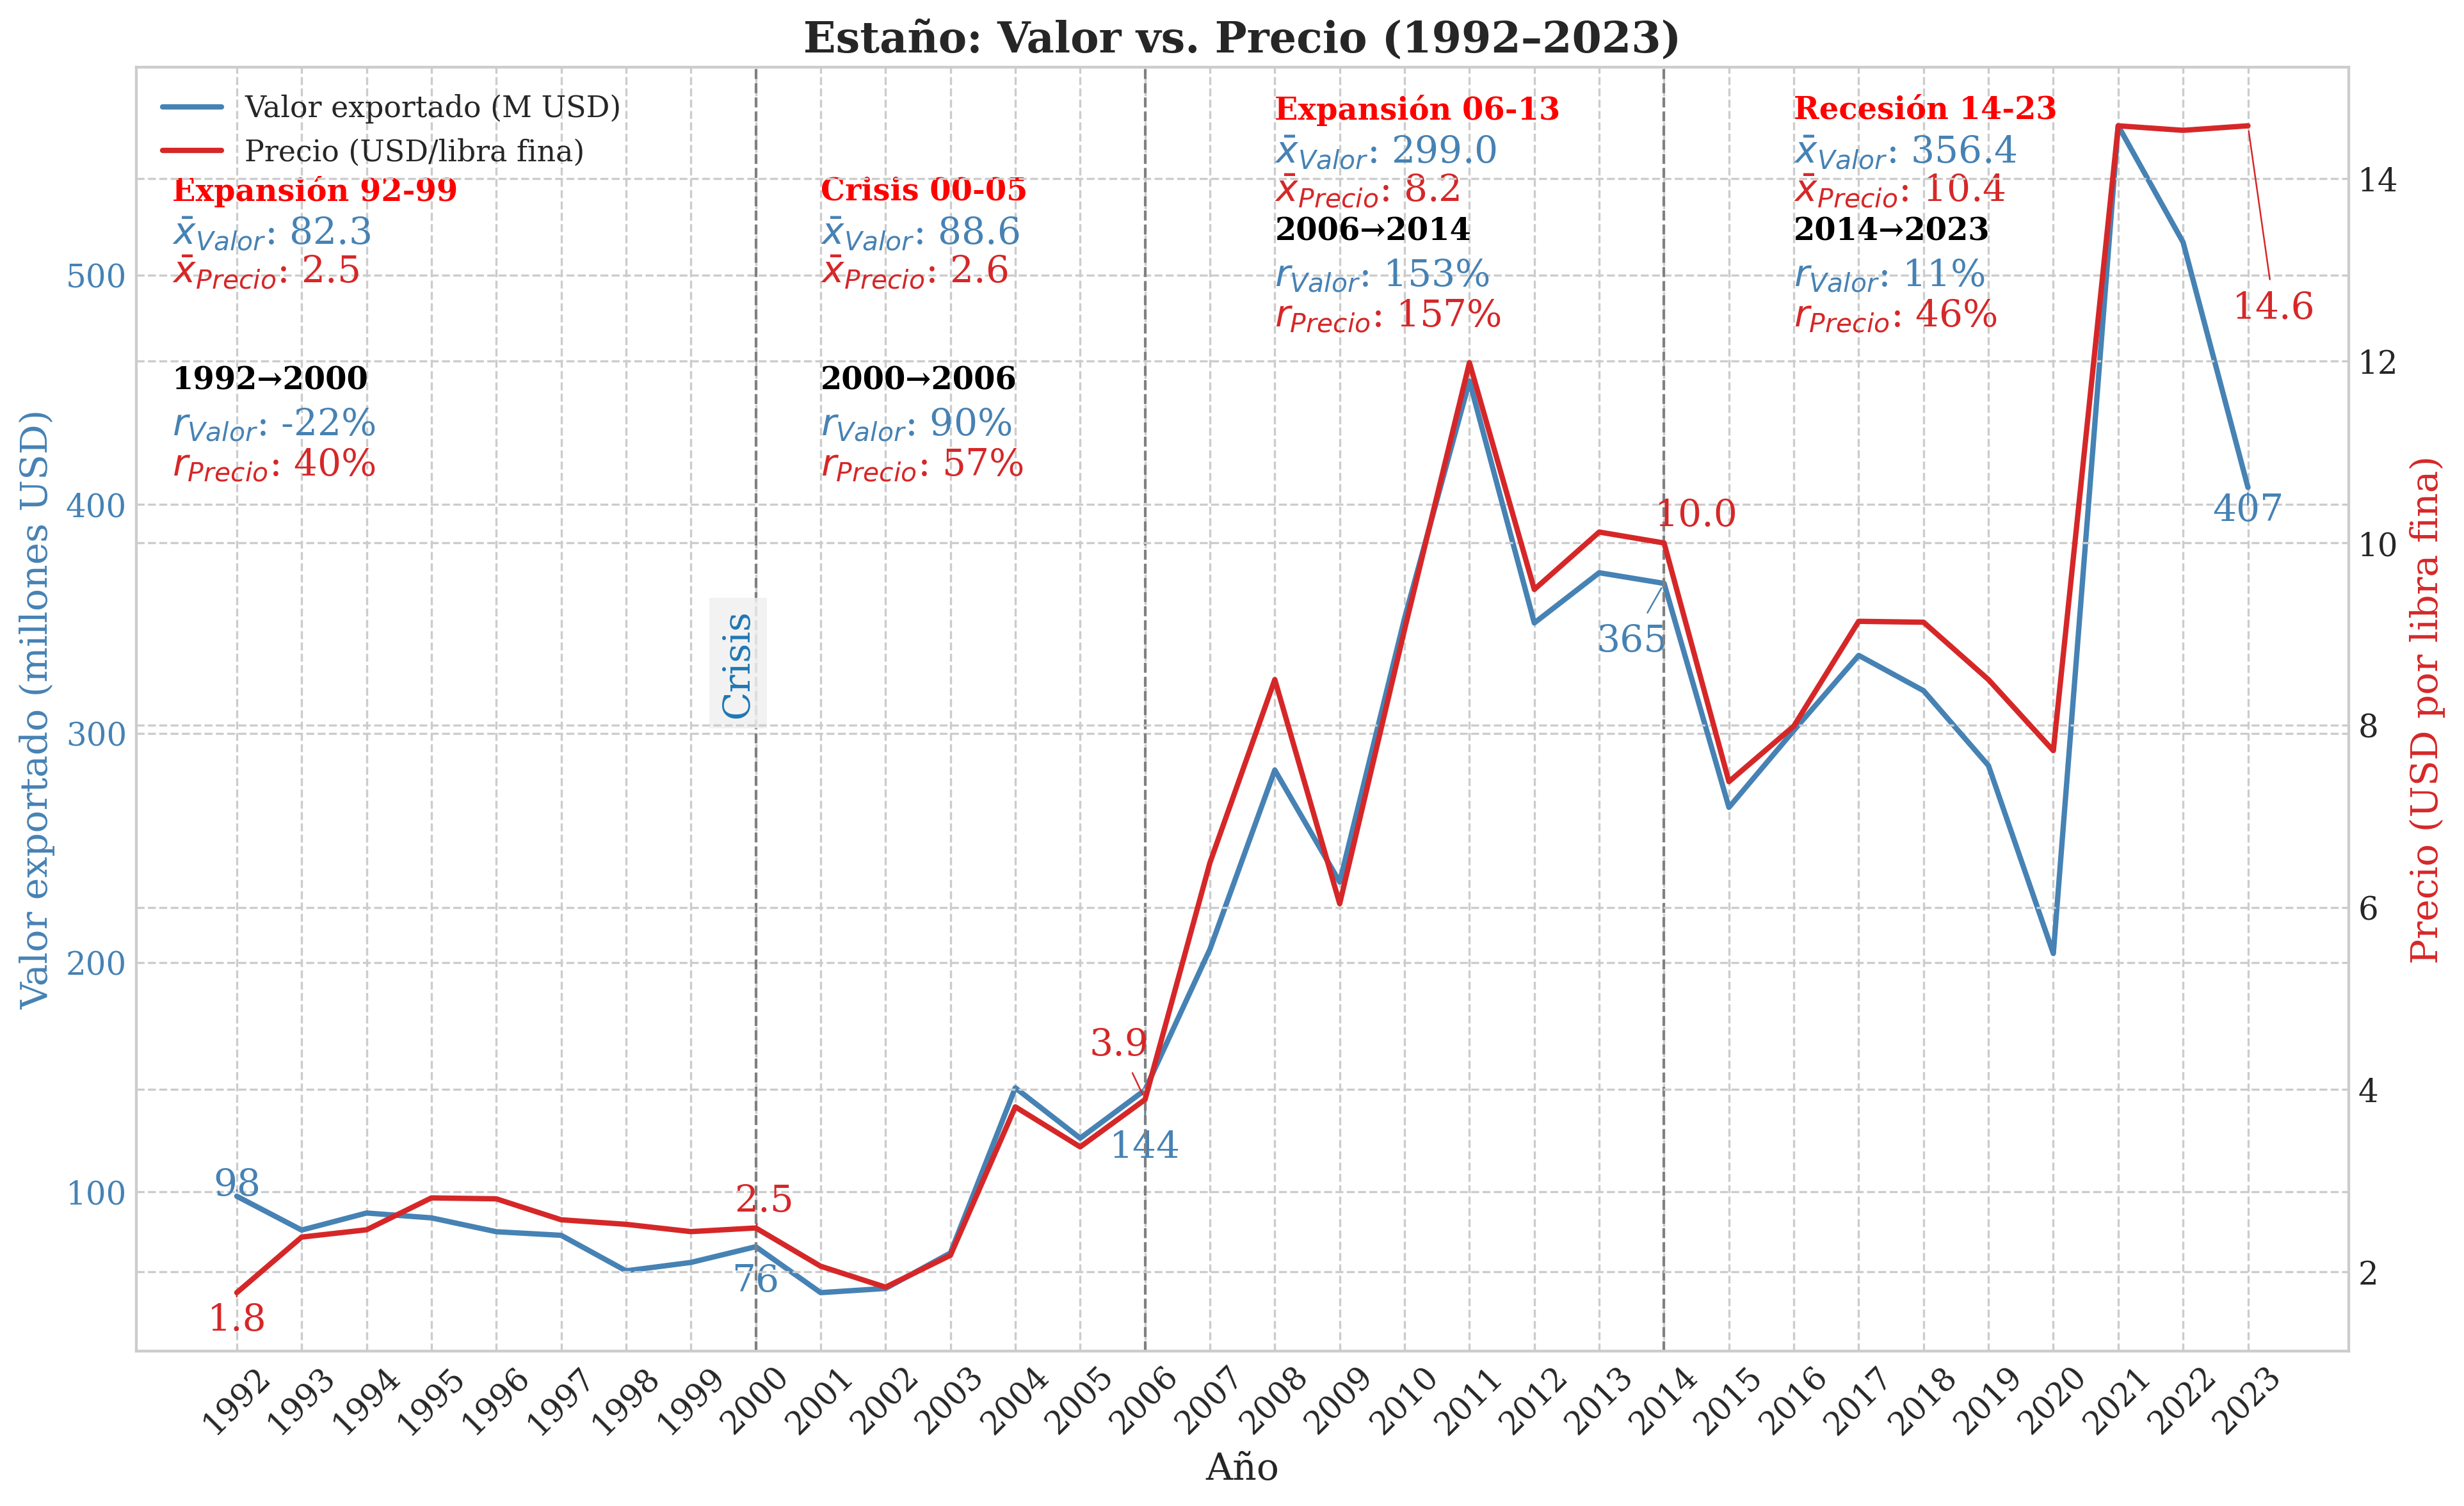 Estaño: Valor vs. Precio (1992–2023)
Valor exportado (M USD)
Precio (USD/libra fina)
Expansión 92-99
x̄Valor: 82.3
x̄Precio: 2.5
1992→2000
rValor: -22%
rPrecio: 40%
Crisis 00-05
x̄Valor: 88.6
x̄Precio: 2.6
2000→2006
rValor: 90%
rPrecio: 57%
Expansión 06-13
x̄Valor: 299.0
x̄Precio: 8.2
2006→2014
rValor: 153%
rPrecio: 157%
Recesión 14-23
x̄Valor: 356.4
x̄Precio: 10.4
2014→2023
rValor: 11%
rPrecio: 46%
Crisis
98
1.8
2.5
76
3.9
144
10.0
365
14.6
407
Valor exportado (millones USD)
500
400
300
200
100
Precio (USD por libra fina)
14
12
10
8
6
4
2
1992
1993
1994
1995
1996
1997
1998
1999
2000
2001
2002
2003
2004
2005
2006
2007
2008
2009
2010
2011
2012
2013
2014
2015
2016
2017
2018
2019
2020
2021
2022
2023
Año